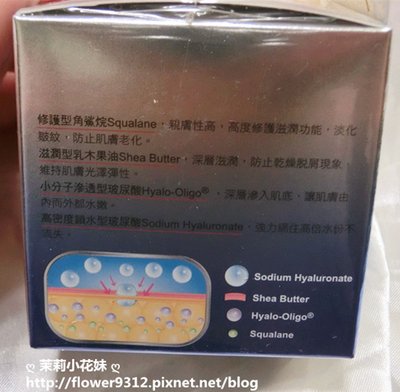 修護型角鯊烷Squalane，親膚性高、高度修護滋潤功能，淡化
皺紋，防止肌膚老化。
滋潤型乳木果油Shea Butter，深層滋潤，防止乾燥脫屑現象，
維持肌膚光澤彈性。
小分子滲透型玻尿酸Hyalo-Oligo®，深層滲入肌底、讓肌膚由
內而外都水嫩。
高密度鎖水型玻尿酸Sodium Hyaluronate，強力綑住高倍水份不
流失。
Sodium Hyaluronate
Shea Butter
Hyalo-Oligo®
Squalane
ღ 茉莉小花妹 ღ
http://flower9312.pixnet.net/blog